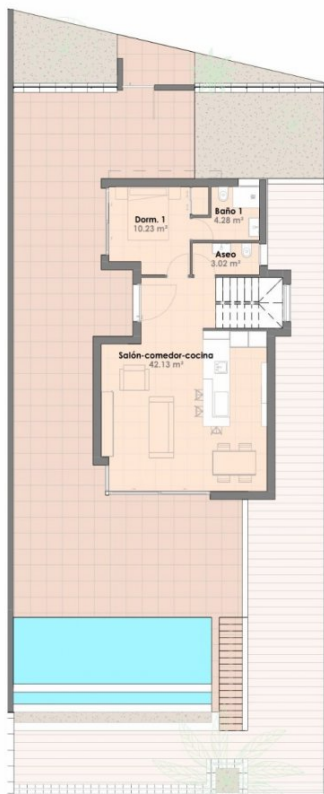 Dorm. 1
10.23 m²
Baño 1
4.28 m²
Aseo
3.02 m²
Salón-comedor-cocina
42.13 m²